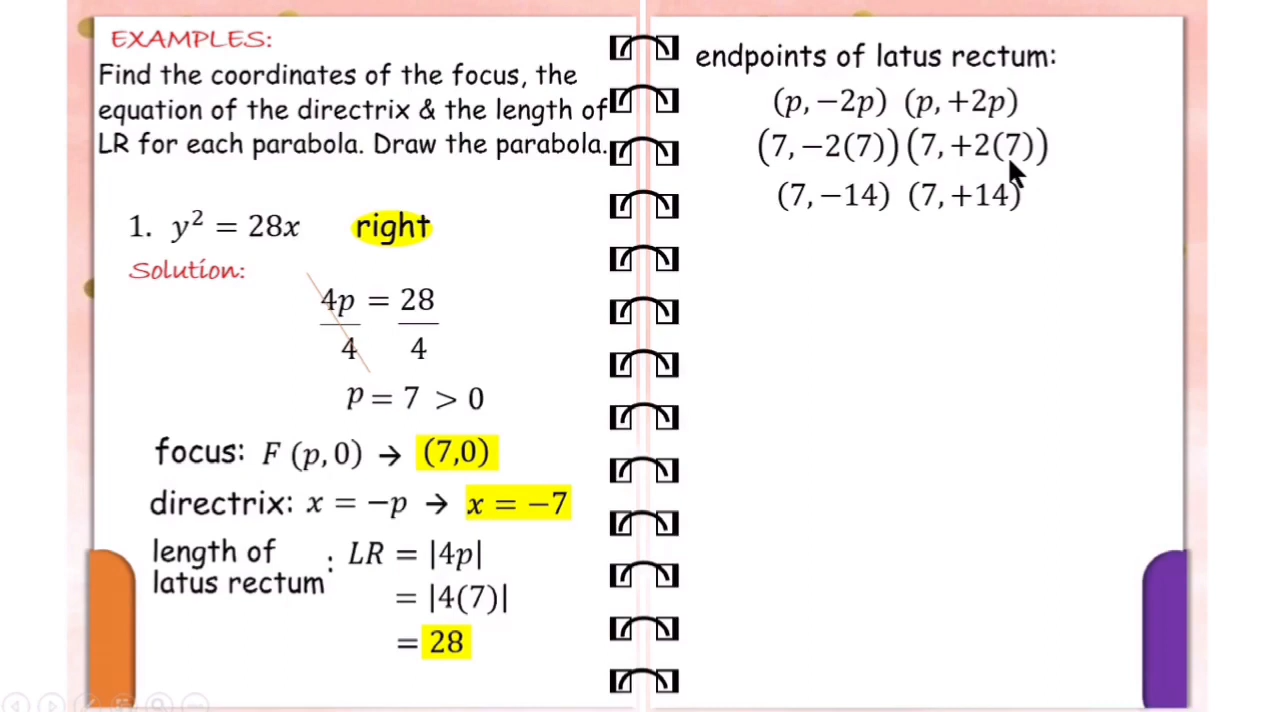 EXAMPLES:
Find the coordinates of the focus, the
equation of the directrix & the length of
LR for each parabola. Draw the parabola.
1. y² = 28x right
Solution:
4p/4 = 28/4
p = 7 > 0
focus: F (p, 0) → (7,0)
directrix: x = −p → x = −7
length of
latus rectum : LR = |4p|
= |4(7)|
= 28
endpoints of latus rectum:
(p, −2p) (p, +2p)
(7, −2(7)) (7, +2(7))
(7, −14) (7, +14)